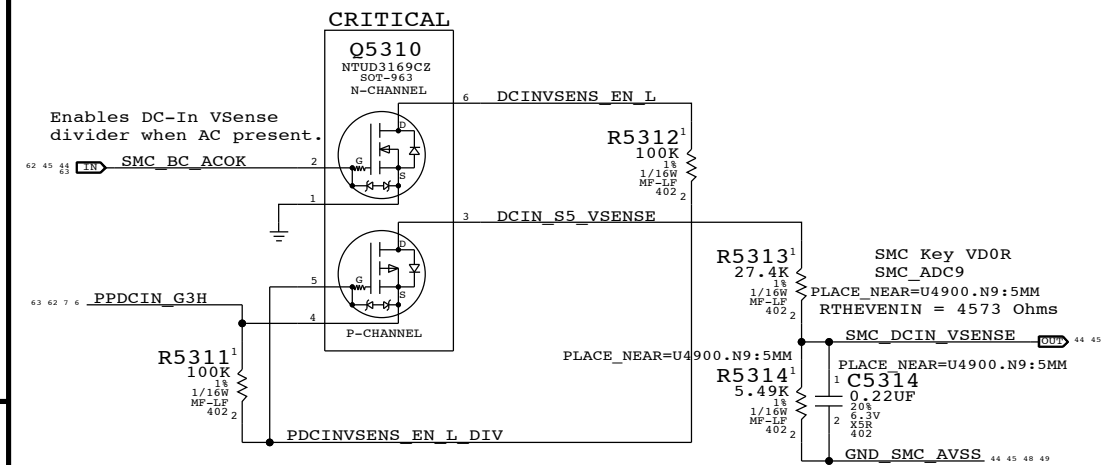 CRITICAL
Q5310
NTUD3169CZ
SOT-963
N-CHANNEL
Enables DC-In VSense
divider when AC present.
62 45 44
63
IN
SMC_BC_ACOK
2
G
D
S
6
DCINVSENS_EN_L
1
R5312
1
100K
1%
1/16W
MF-LF
402
2
3
DCIN_S5_VSENSE
5
G
D
S
4
P-CHANNEL
63 62 7 6
PPDCIN_G3H
R5311
1
100K
1%
1/16W
MF-LF
402
2
PDCINVSENS_EN_L_DIV
R5313
1
27.4K
1%
1/16W
MF-LF
402
2
SMC Key VD0R
SMC_ADC9
PLACE_NEAR=U4900.N9:5MM
RTHEVENIN = 4573 Ohms
SMC_DCIN_VSENSE
OUT
44 45
PLACE_NEAR=U4900.N9:5MM
R5314
1
5.49K
1%
1/16W
MF-LF
402
2
PLACE_NEAR=U4900.N9:5MM
1
C5314
0.22UF
20%
6.3V
X5R
402
2
GND_SMC_AVSS
44 45 48 49